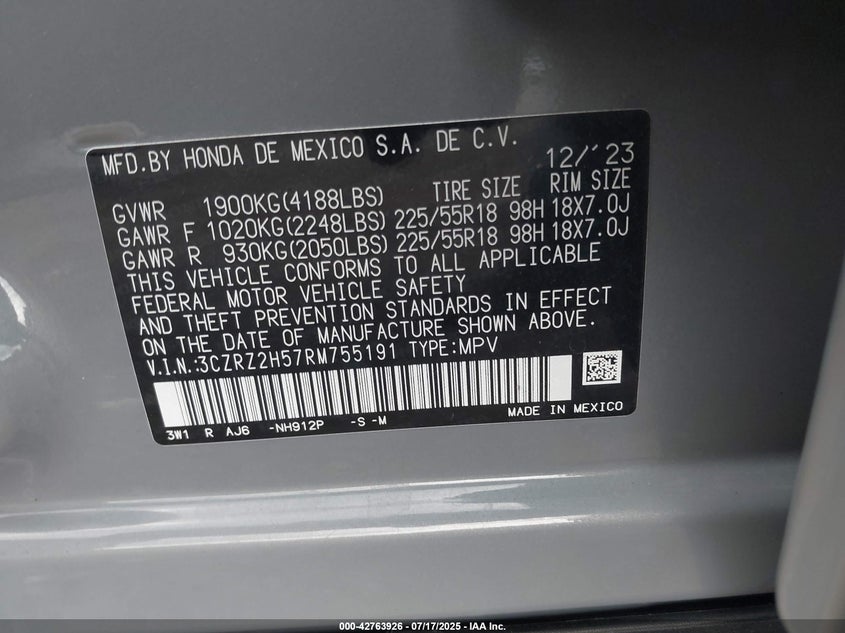 MFD.BY HONDA DE MEXICO S.A. DE C.V. 12/'23
GVWR 1900KG(4188LBS) TIRE SIZE RIM SIZE
GAWR F 1020KG(2248LBS) 225/55R18 98H 18X7.0J
GAWR R 930KG(2050LBS) 225/55R18 98H 18X7.0J
THIS VEHICLE CONFORMS TO ALL APPLICABLE
FEDERAL MOTOR VEHICLE SAFETY
AND THEFT PREVENTION STANDARDS IN EFFECT
ON THE DATE OF MANUFACTURE SHOWN ABOVE.
V.I.N.:3CZRZ2H57RM755191 TYPE:MPV
3W1 R AJ6 -NH912P -S -M MADE IN MEXICO
000-42763926 / 07/17/2025 - IAA Inc.